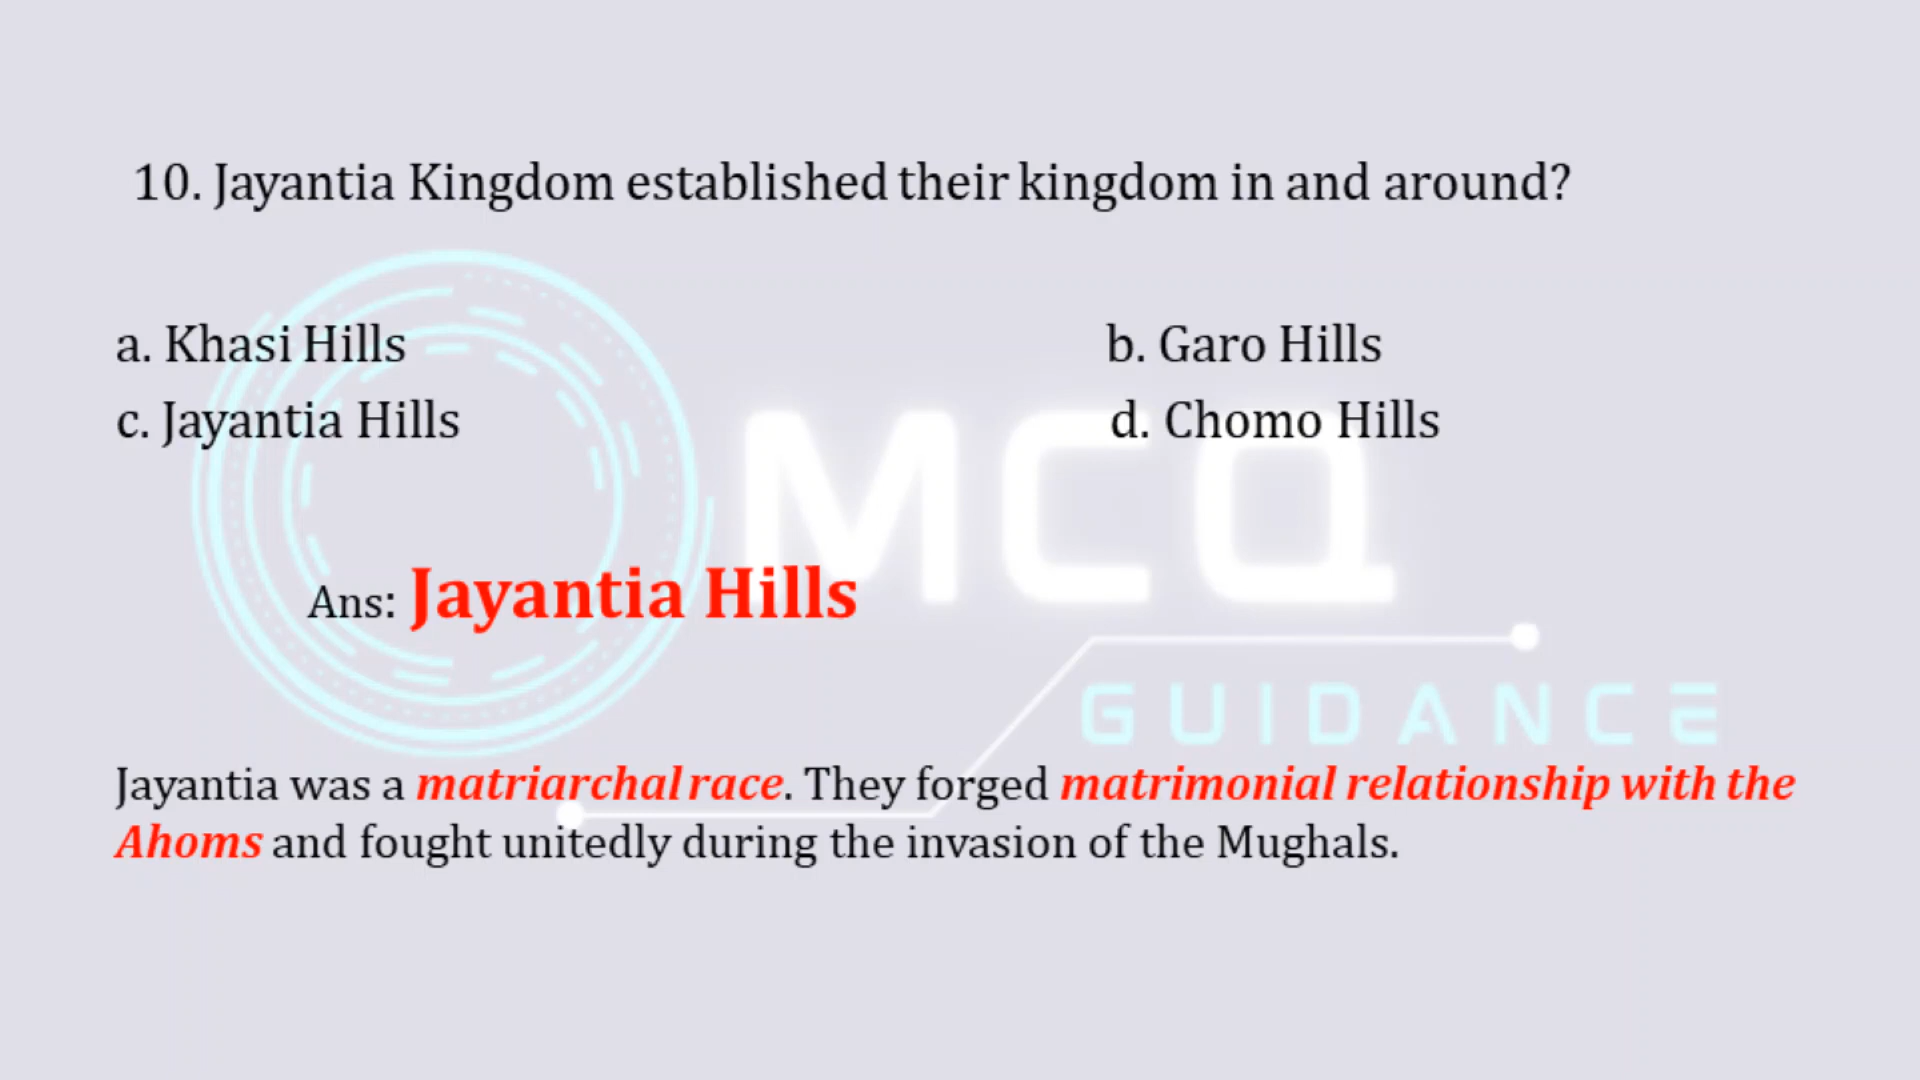 10. Jayantia Kingdom established their kingdom in and around?
a. Khasi Hills b. Garo Hills
c. Jayantia Hills d. Chomo Hills
MCQ
Ans: Jayantia Hills
GUIDANCE
Jayantia was a matriarchal race. They forged matrimonial relationship with the
Ahoms and fought unitedly during the invasion of the Mughals.